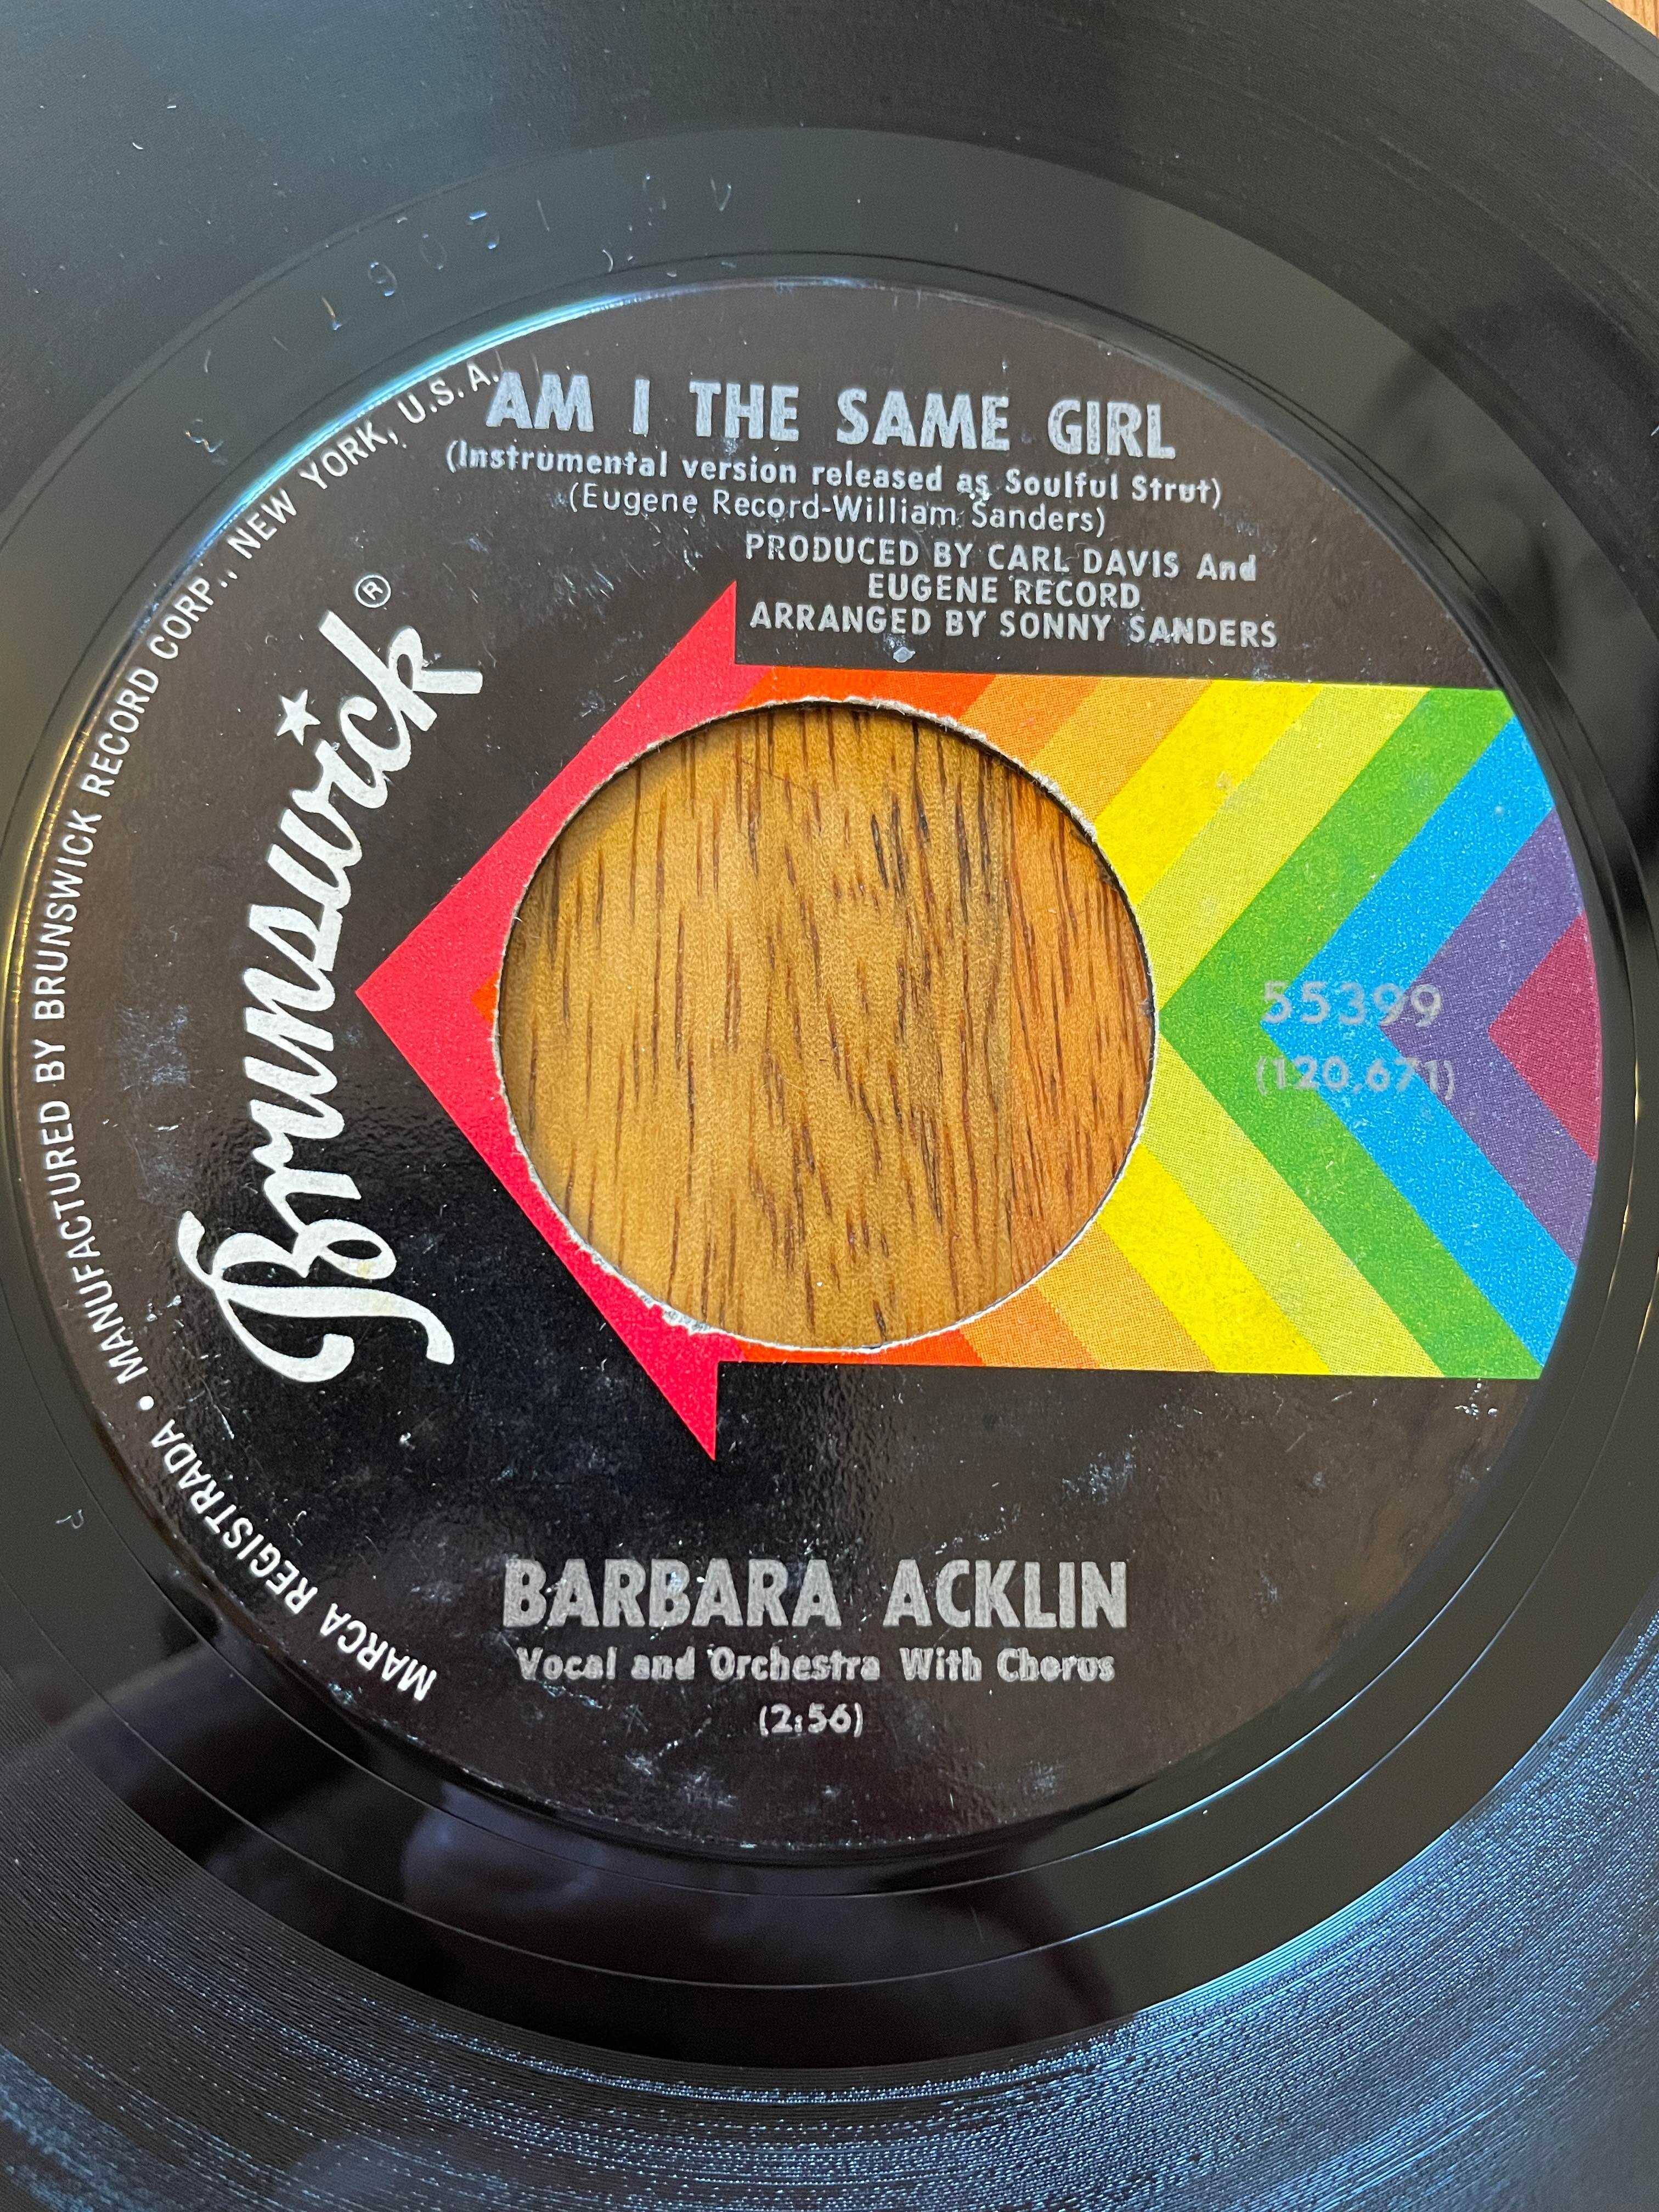 AM I THE SAME GIRL
(Instrumental version released as Soulful Strut)
(Eugene Record-William Sanders)
PRODUCED BY CARL DAVIS And
EUGENE RECORD
ARRANGED BY SONNY SANDERS
Brunswick®
55399
(120,671)
BARBARA ACKLIN
Vocal and Orchestra With Chorus
(2:56)
MARCA REGISTRADA • MANUFACTURED BY BRUNSWICK RECORD CORP., NEW YORK, U.S.A.